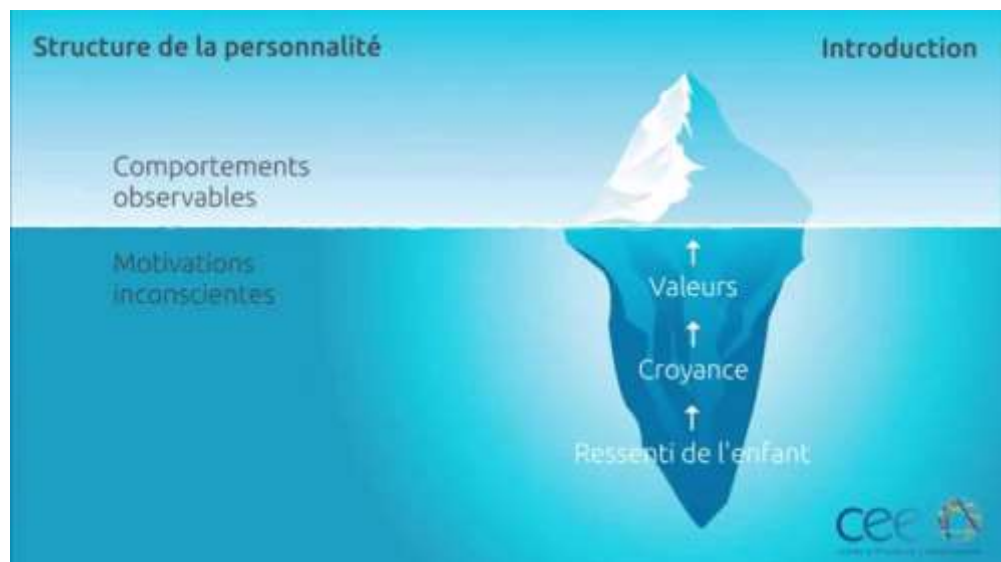 Structure de la personnalité
Introduction
Comportements
observables
Motivations
inconscientes
↑
Valeurs
↑
Croyance
↑
Ressenti de l'enfant
cee